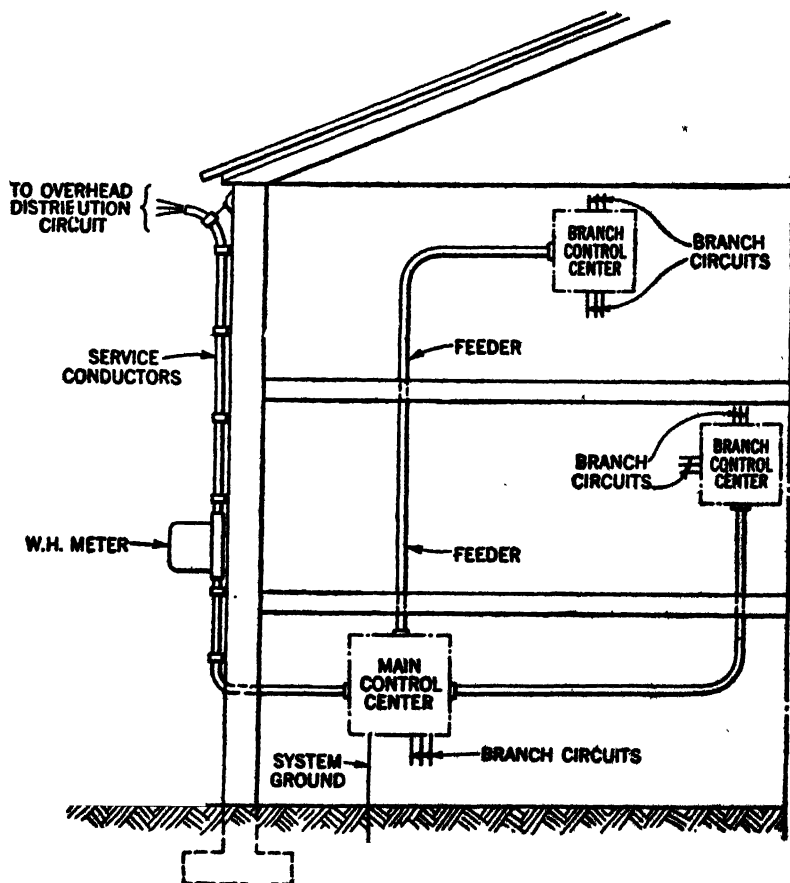 TO OVERHEAD
DISTRIBUTION
CIRCUIT
BRANCH
CONTROL
CENTER
BRANCH
CIRCUITS
SERVICE
CONDUCTORS
FEEDER
BRANCH
CIRCUITS
BRANCH
CONTROL
CENTER
W.H. METER
FEEDER
MAIN
CONTROL
CENTER
SYSTEM
GROUND
BRANCH CIRCUITS